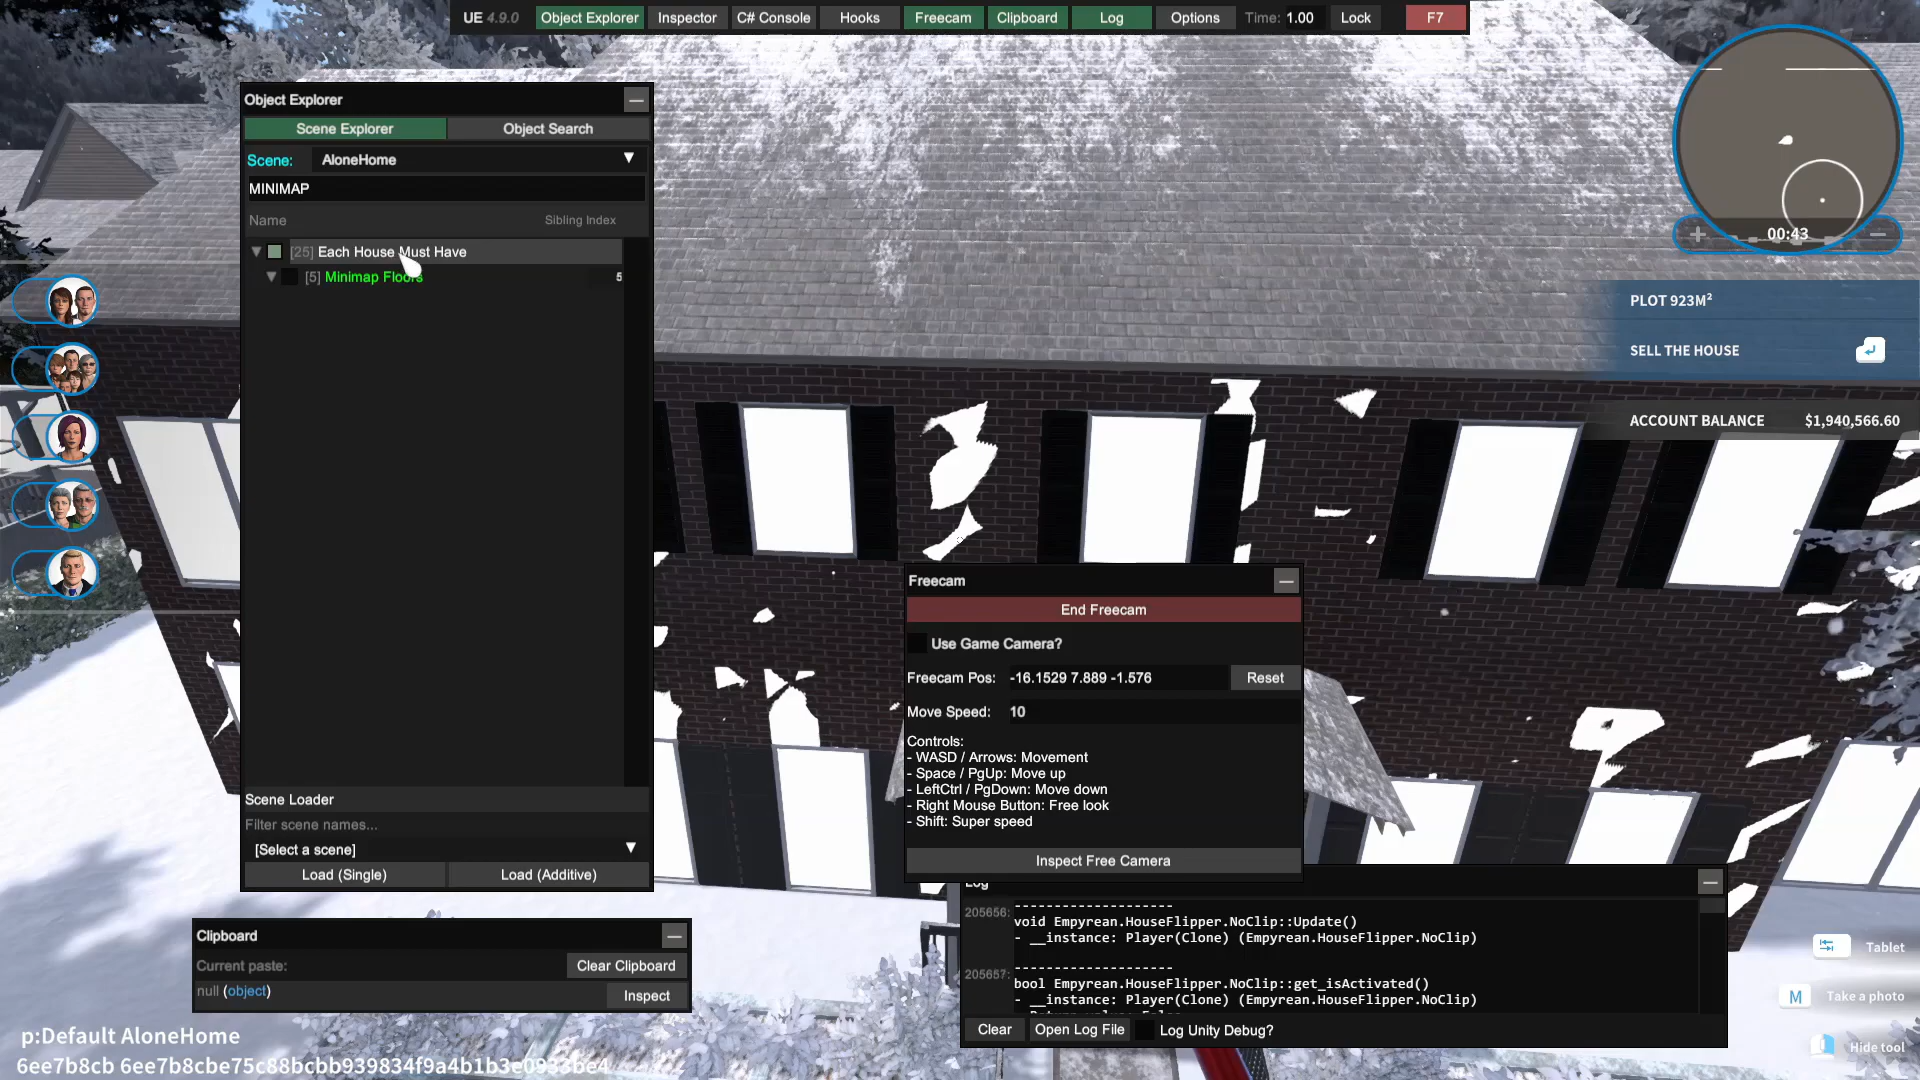 UE 4.9.0 Object Explorer Inspector C# Console Hooks Freecam Clipboard Log Options Time: 1.00 Lock F7
Object Explorer
Scene Explorer Object Search
Scene: AloneHome
MINIMAP
Name Sibling Index
[25] Each House Must Have
[5] Minimap Floors 5
Scene Loader
Filter scene names...
[Select a scene]
Load (Single) Load (Additive)
00:43
PLOT 923M²
SELL THE HOUSE
ACCOUNT BALANCE $1,940,566.60
Freecam
End Freecam
Use Game Camera?
Freecam Pos: -16.1529 7.889 -1.576 Reset
Move Speed: 10
Controls:
- WASD / Arrows: Movement
- Space / PgUp: Move up
- LeftCtrl / PgDown: Move down
- Right Mouse Button: Free look
- Shift: Super speed
Inspect Free Camera
Log
205656: --------------------
void Empyrean.HouseFlipper.NoClip::Update()
- __instance: Player(Clone) (Empyrean.HouseFlipper.NoClip)
205657: --------------------
bool Empyrean.HouseFlipper.NoClip::get_isActivated()
- __instance: Player(Clone) (Empyrean.HouseFlipper.NoClip)
Clear Open Log File Log Unity Debug?
Clipboard
Current paste: Clear Clipboard
null (object) Inspect
Tablet
M Take a photo
Hide tool
p:Default AloneHome
6ee7b8cb 6ee7b8cbe75c88bcbb939834f9a4b1b3e0933be4